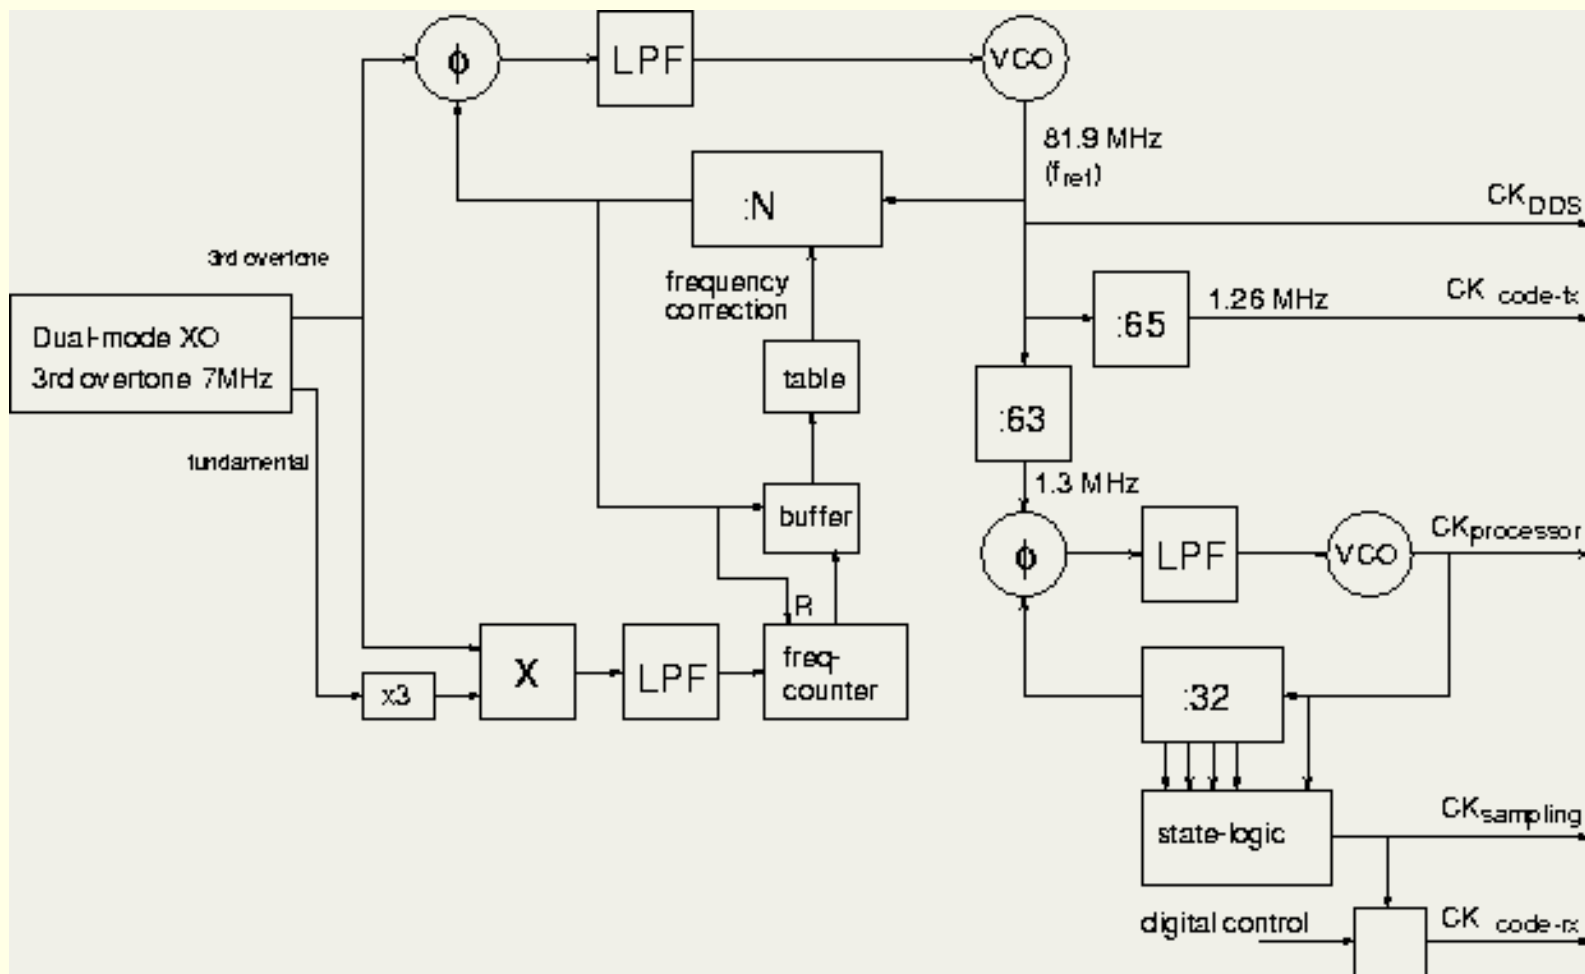 ϕ
LPF
VCO
81.9 MHz
(fref)
:N
CKDDS
3rd overtone
frequency
correction
1.26 MHz
CK code-tx
:65
Dual-mode XO
3rd overtone 7MHz
table
:63
fundamental
1.3 MHz
buffer
CKprocessor
ϕ
LPF
VCO
R
X
LPF
freq-
counter
x3
:32
CKsampling
state-logic
digital control
CK code-rx